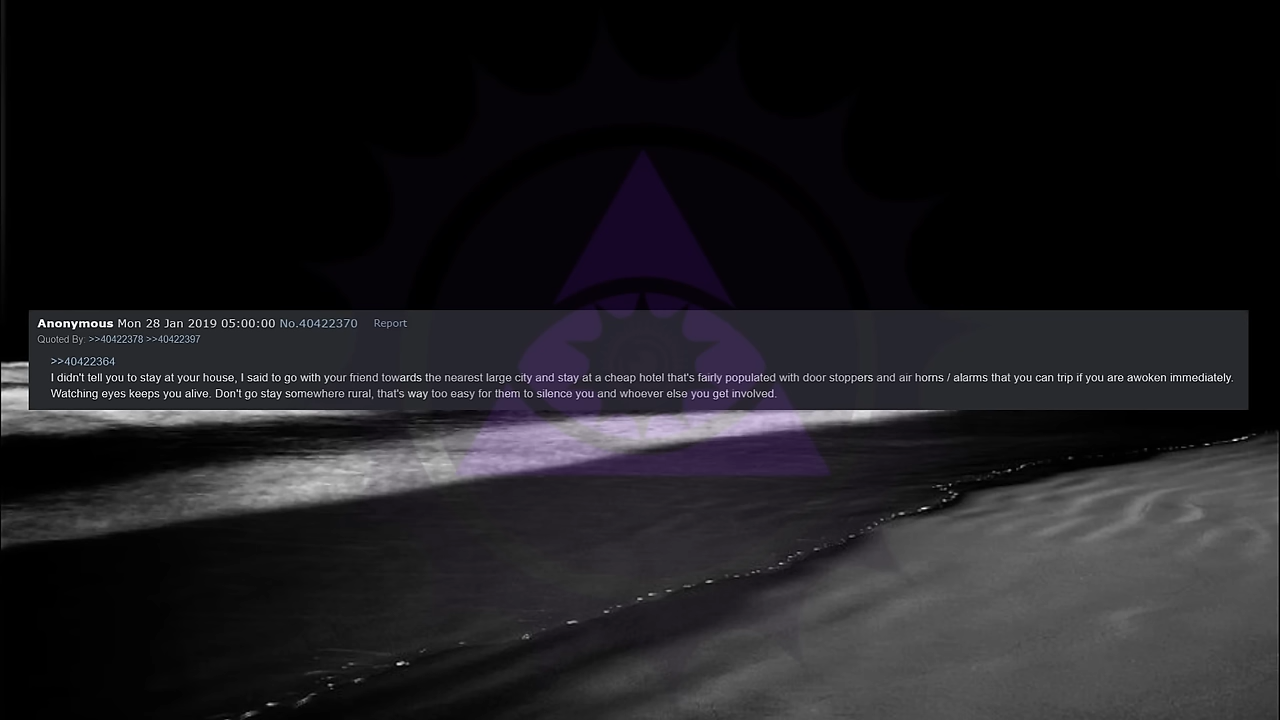 Anonymous Mon 28 Jan 2019 05:00:00 No.40422370 Report
Quoted By: >>40422378 >>40422397
>>40422364
I didn't tell you to stay at your house, I said to go with your friend towards the nearest large city and stay at a cheap hotel that's fairly populated with door stoppers and air horns / alarms that you can trip if you are awoken immediately.
Watching eyes keeps you alive. Don't go stay somewhere rural, that's way too easy for them to silence you and whoever else you get involved.